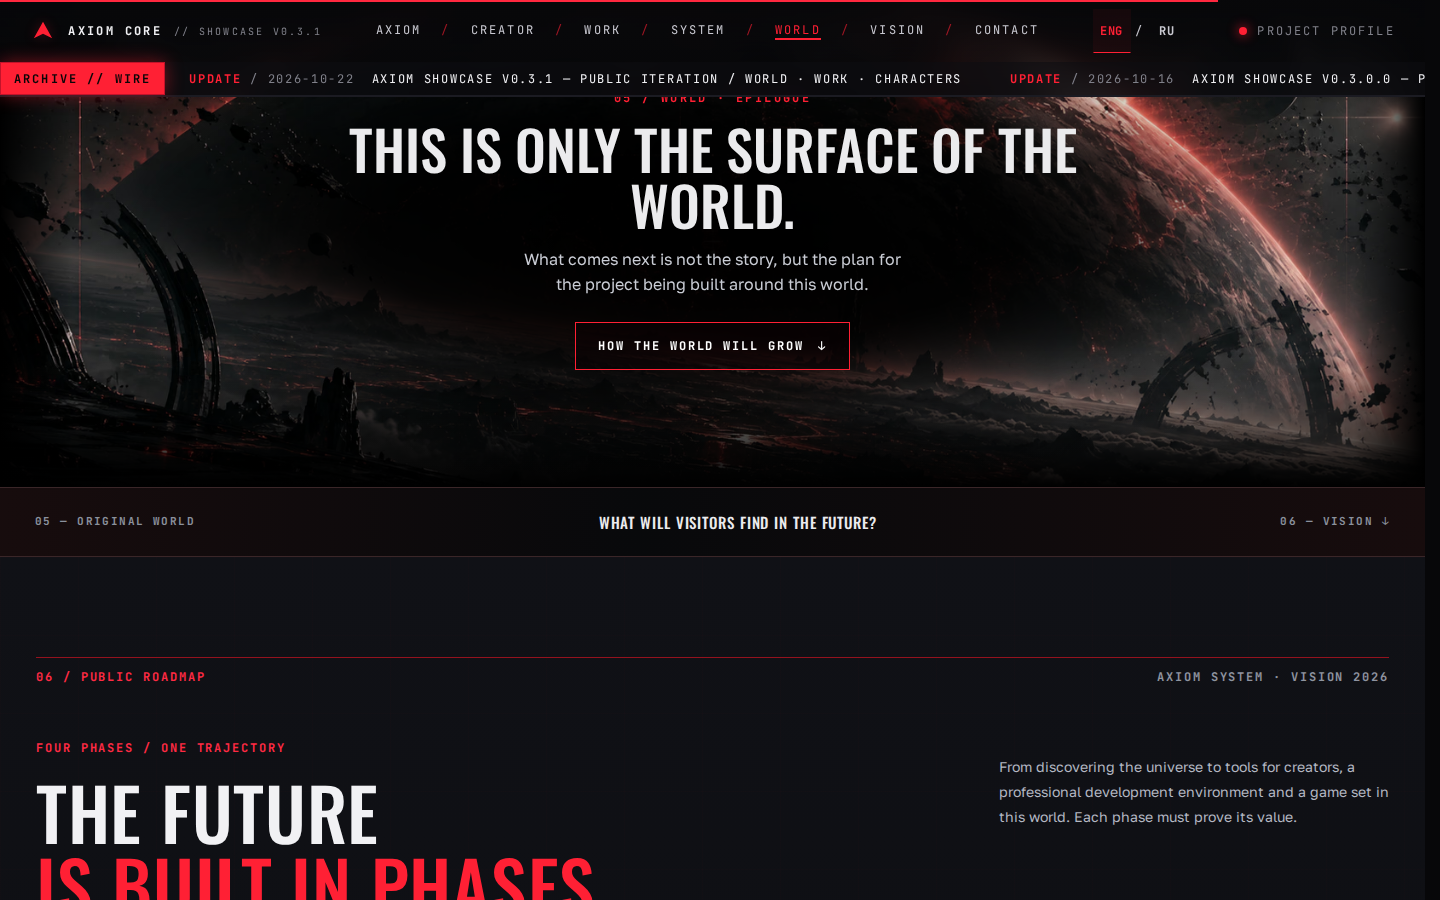 AXIOM CORE // SHOWCASE V0.3.1
AXIOM / CREATOR / WORK / SYSTEM / WORLD / VISION / CONTACT
ENG / RU
PROJECT PROFILE
ARCHIVE // WIRE
UPDATE / 2026-10-22 AXIOM SHOWCASE V0.3.1 — PUBLIC ITERATION / WORLD · WORK · CHARACTERS
UPDATE / 2026-10-16 AXIOM SHOWCASE V0.3.0.0 — P
05 / WORLD · EPILOGUE
THIS IS ONLY THE SURFACE OF THE
WORLD.
What comes next is not the story, but the plan for
the project being built around this world.
HOW THE WORLD WILL GROW ↓
05 — ORIGINAL WORLD
WHAT WILL VISITORS FIND IN THE FUTURE?
06 — VISION ↓
06 / PUBLIC ROADMAP
AXIOM SYSTEM · VISION 2026
FOUR PHASES / ONE TRAJECTORY
THE FUTURE
IS BUILT IN PHASES
From discovering the universe to tools for creators, a
professional development environment and a game set in
this world. Each phase must prove its value.